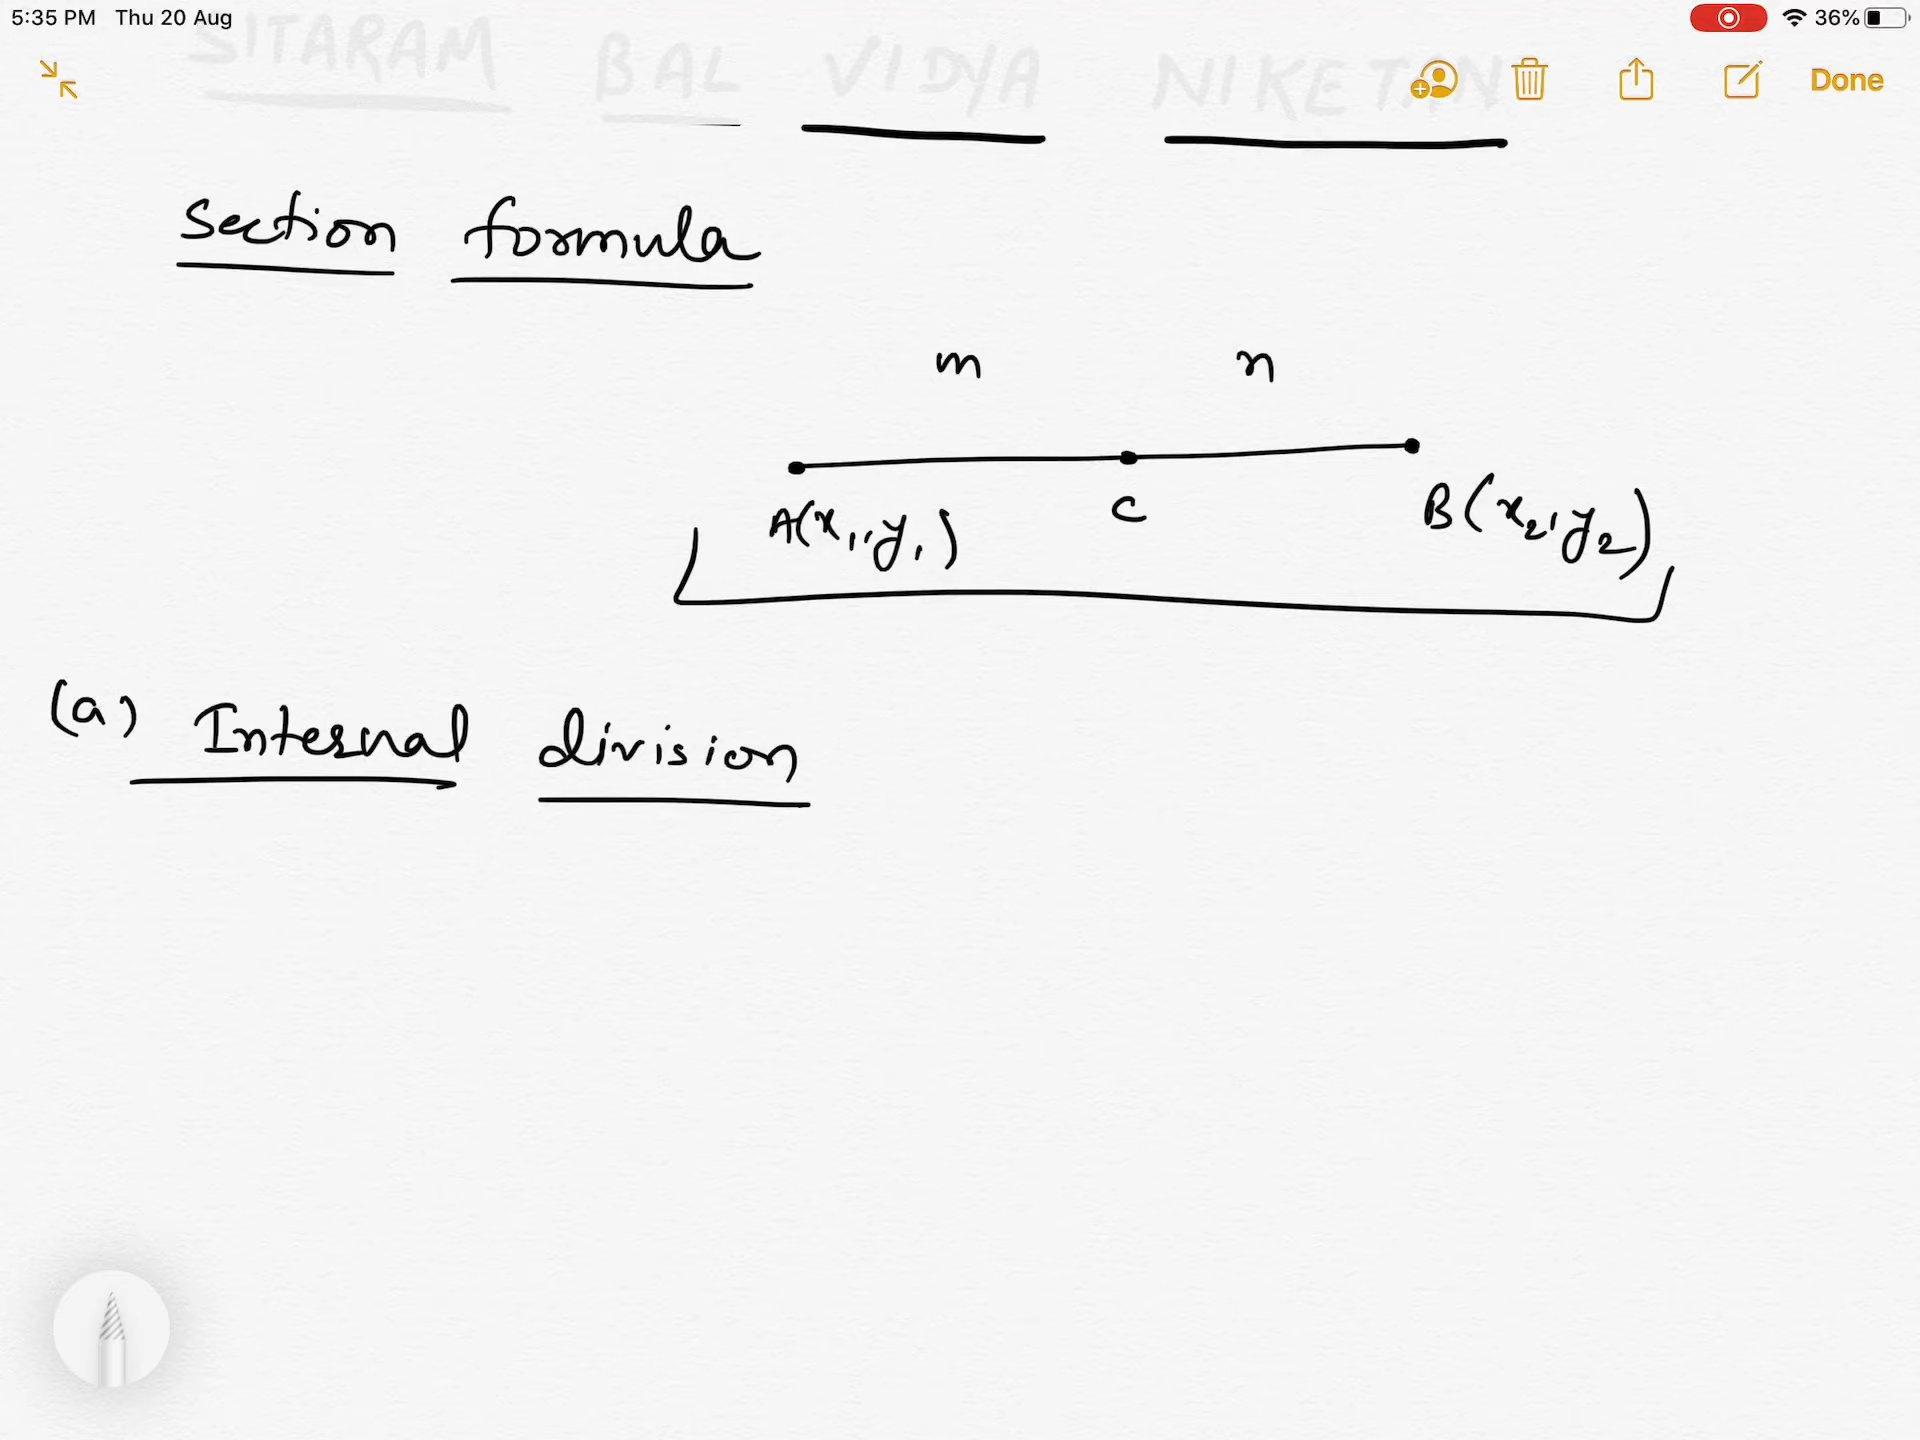 5:35 PM Thu 20 Aug 36%
SITARAM BAL VIDYA NIKETAN
Done
section formula
m n
A(x₁,y₁) C B(x₂,y₂)
(a) Internal division